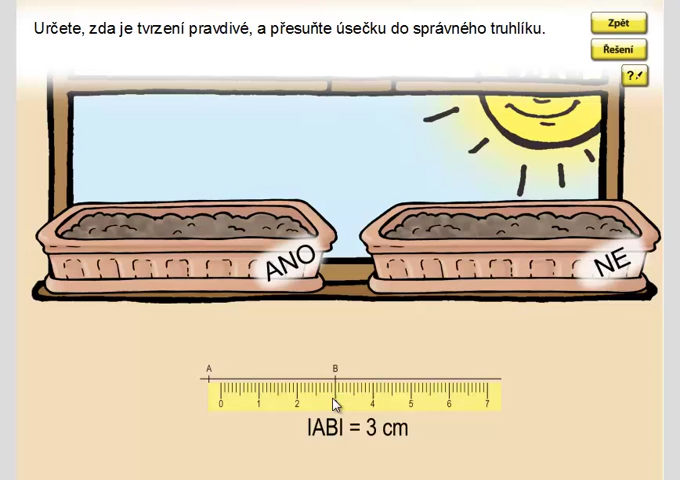 Určete, zda je tvrzení pravdivé, a přesuňte úsečku do správného truhlíku.
Zpět
Řešení
?
ANO
NE
A B
0 1 2 4 5 6 7
IABI = 3 cm